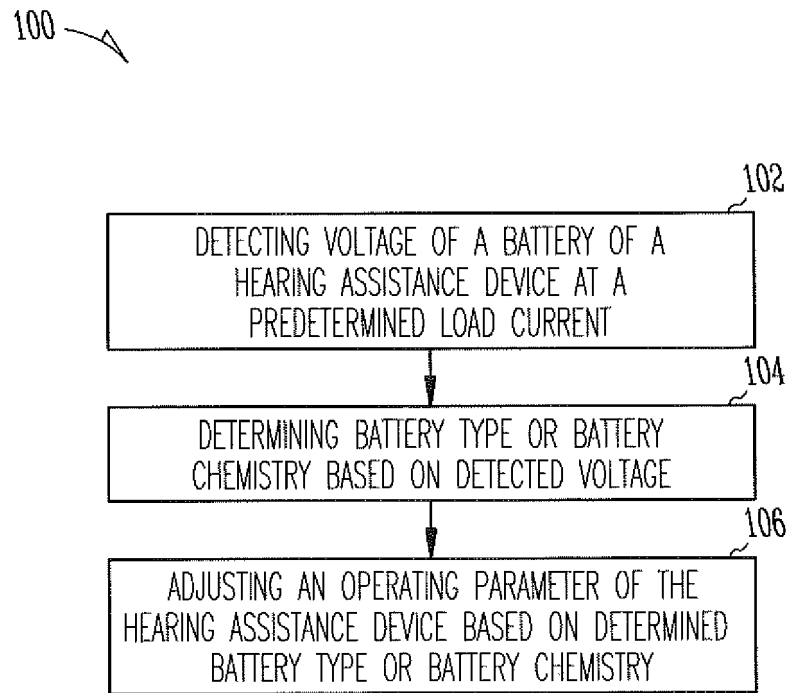 100
102
DETECTING VOLTAGE OF A BATTERY OF A
HEARING ASSISTANCE DEVICE AT A
PREDETERMINED LOAD CURRENT
104
DETERMINING BATTERY TYPE OR BATTERY
CHEMISTRY BASED ON DETECTED VOLTAGE
106
ADJUSTING AN OPERATING PARAMETER OF THE
HEARING ASSISTANCE DEVICE BASED ON DETERMINED
BATTERY TYPE OR BATTERY CHEMISTRY